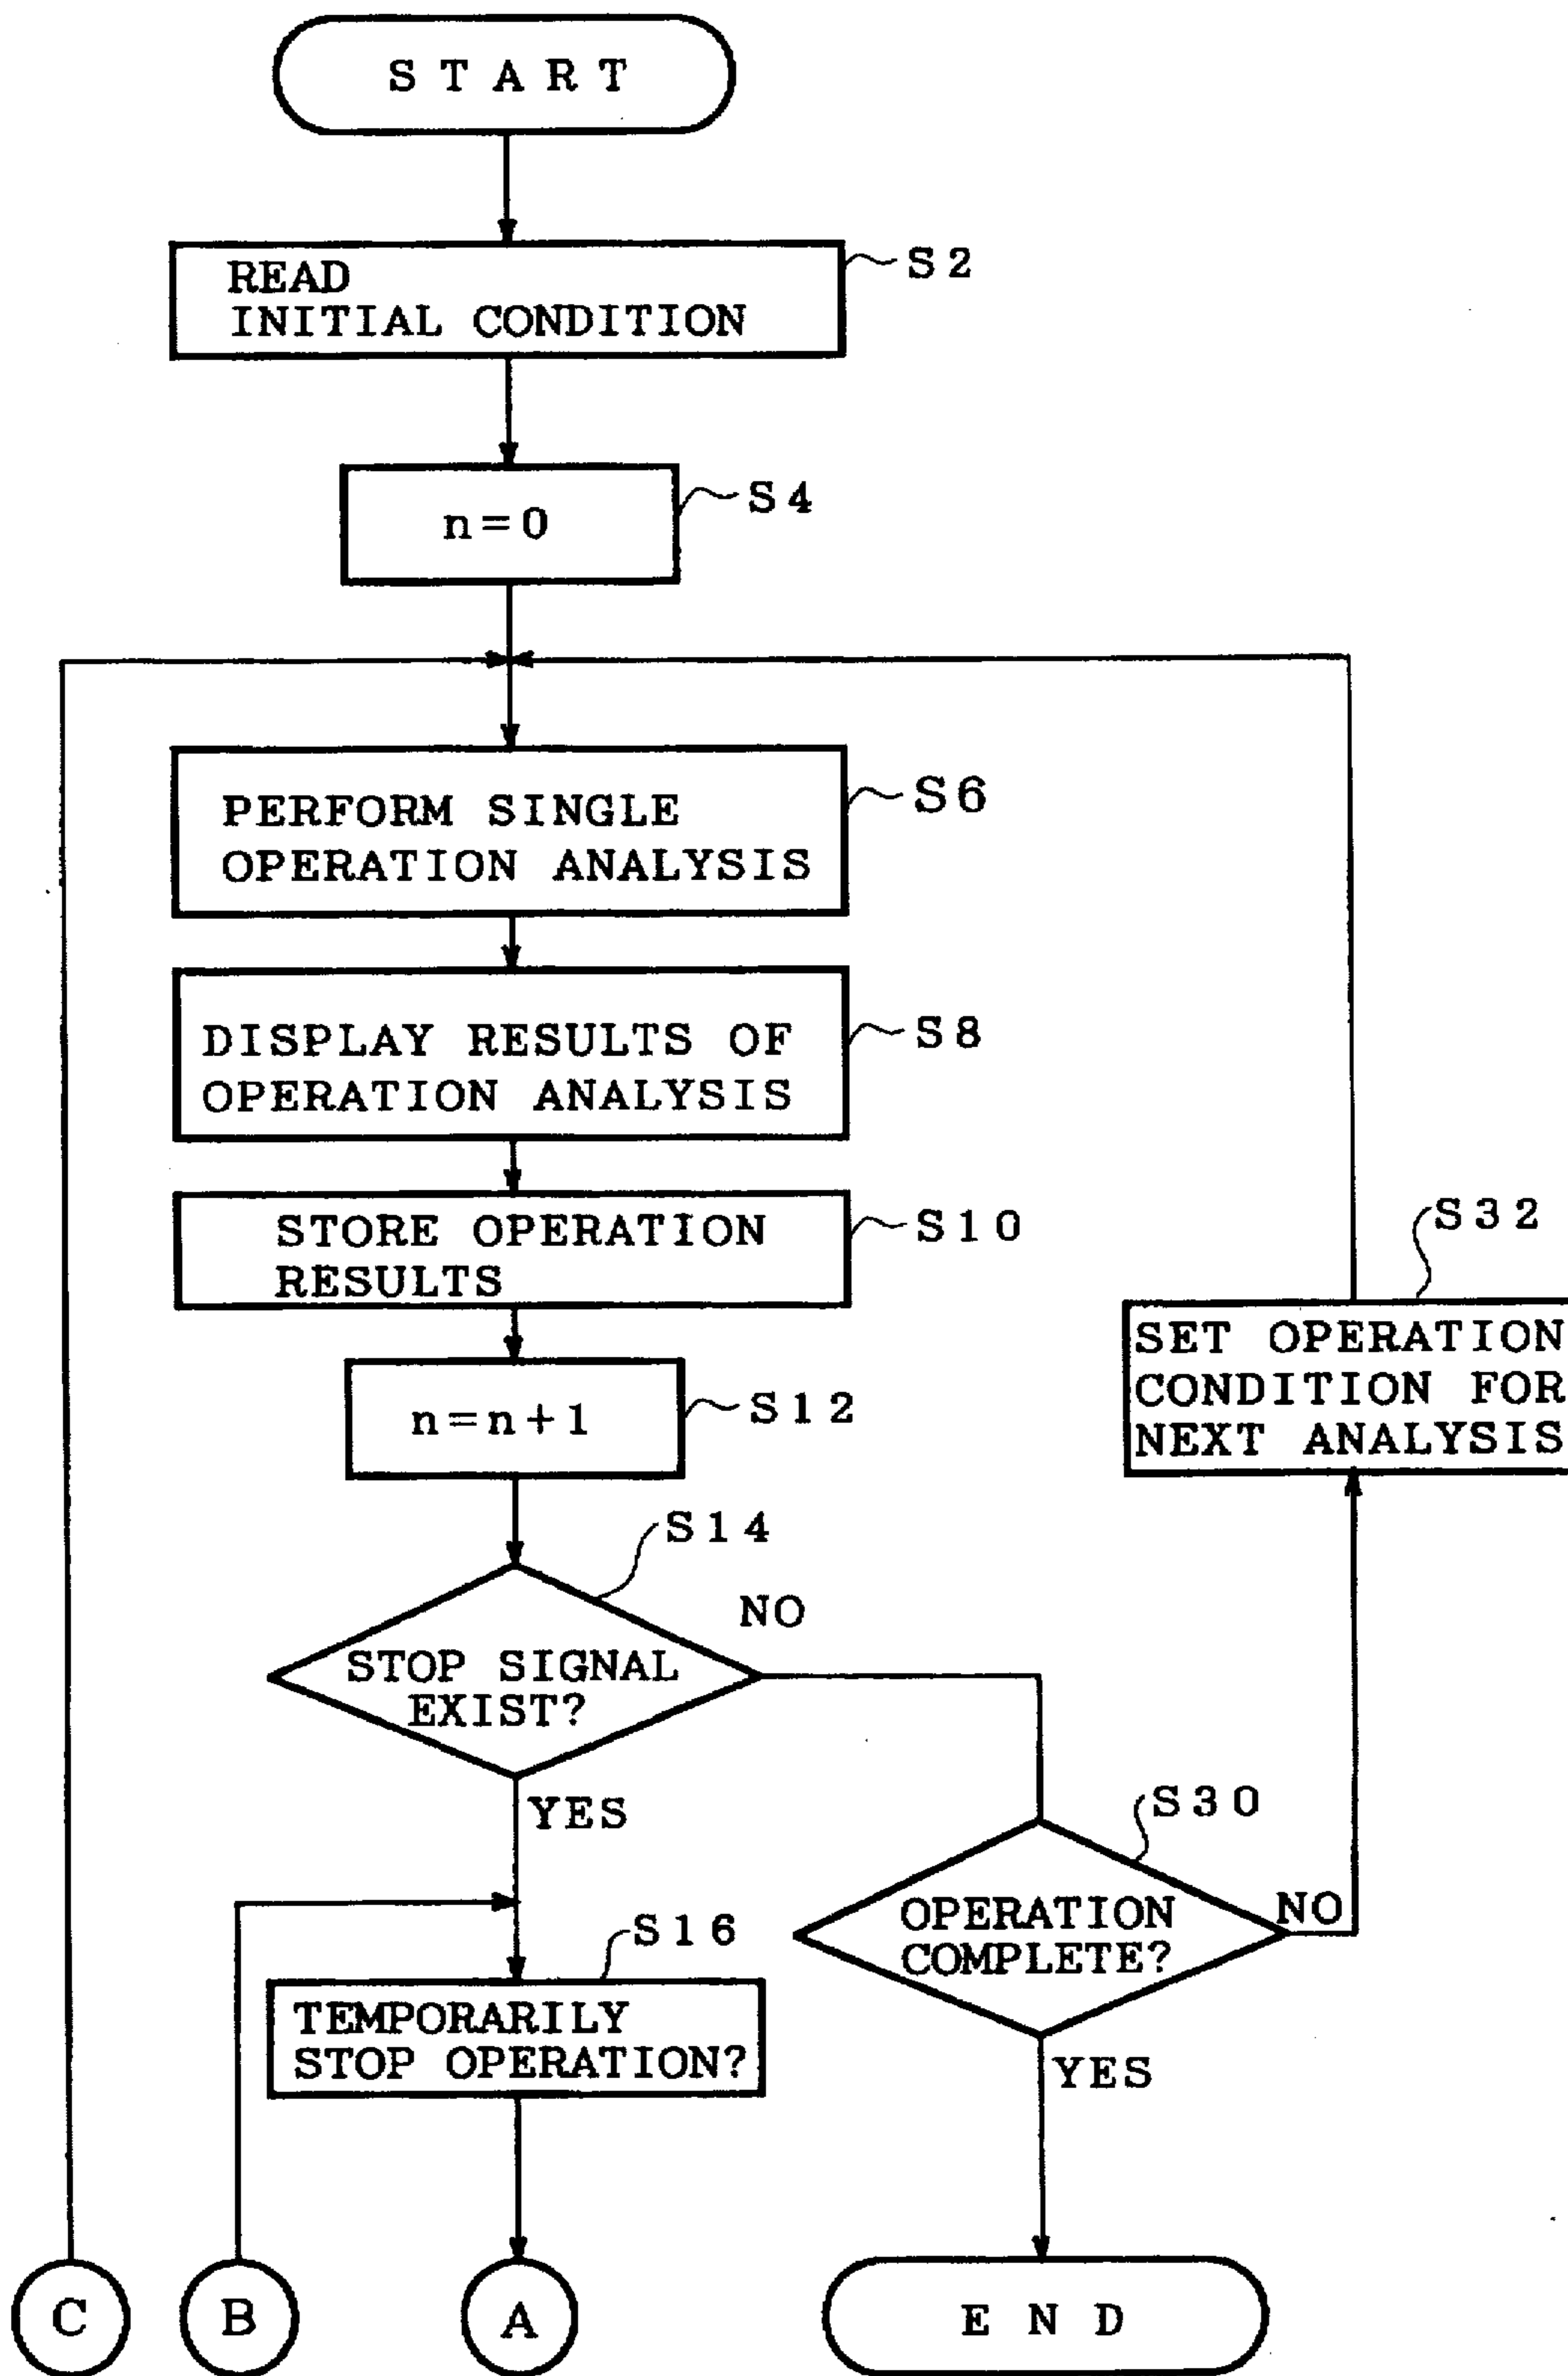 START
READ
INITIAL CONDITION
S2
n=0
S4
PERFORM SINGLE
OPERATION ANALYSIS
S6
DISPLAY RESULTS OF
OPERATION ANALYSIS
S8
STORE OPERATION
RESULTS
S10
S32
SET OPERATION
CONDITION FOR
NEXT ANALYSIS
n=n+1
S12
S14
NO
STOP SIGNAL
EXIST?
YES
S30
OPERATION
COMPLETE?
NO
S16
TEMPORARILY
STOP OPERATION?
YES
C
B
A
END